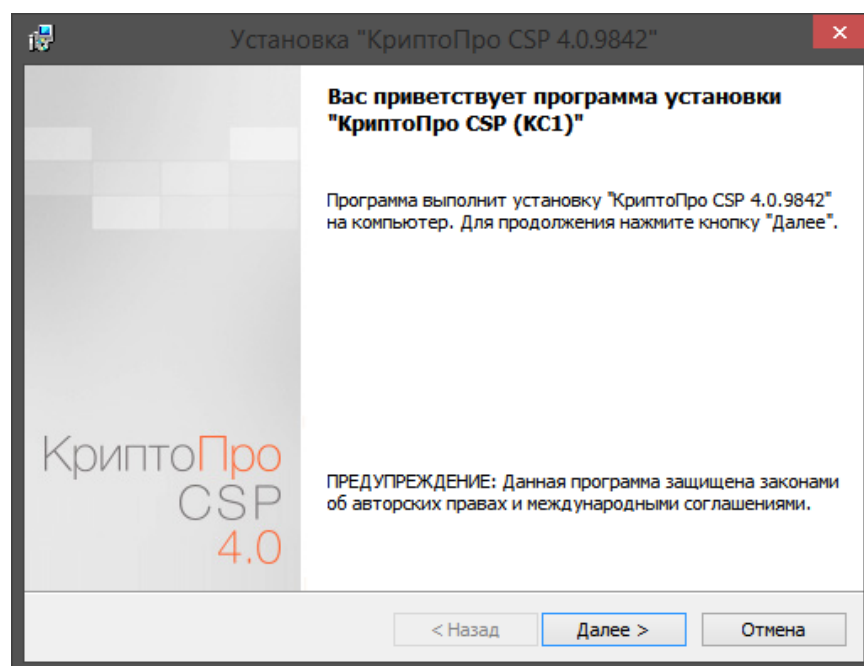 Установка "КриптоПро CSP 4.0.9842"
Вас приветствует программа установки
"КриптоПро CSP (KC1)"
Программа выполнит установку "КриптоПро CSP 4.0.9842"
на компьютер. Для продолжения нажмите кнопку "Далее".
КриптоПро
CSP
4.0
ПРЕДУПРЕЖДЕНИЕ: Данная программа защищена законами
об авторских правах и международными соглашениями.
< Назад
Далее >
Отмена